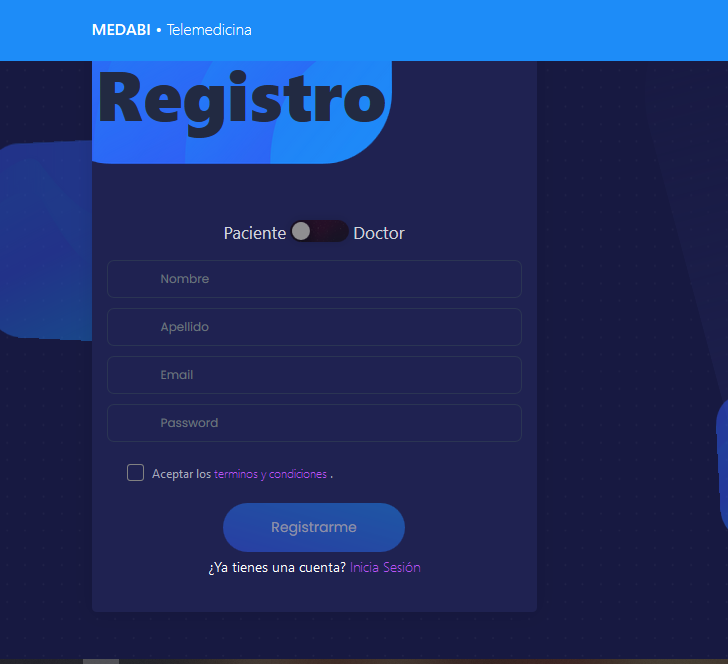 MEDABI • Telemedicina
Registro
Paciente Doctor
Nombre
Apellido
Email
Password
Aceptar los terminos y condiciones .
Registrarme
¿Ya tienes una cuenta? Inicia Sesión